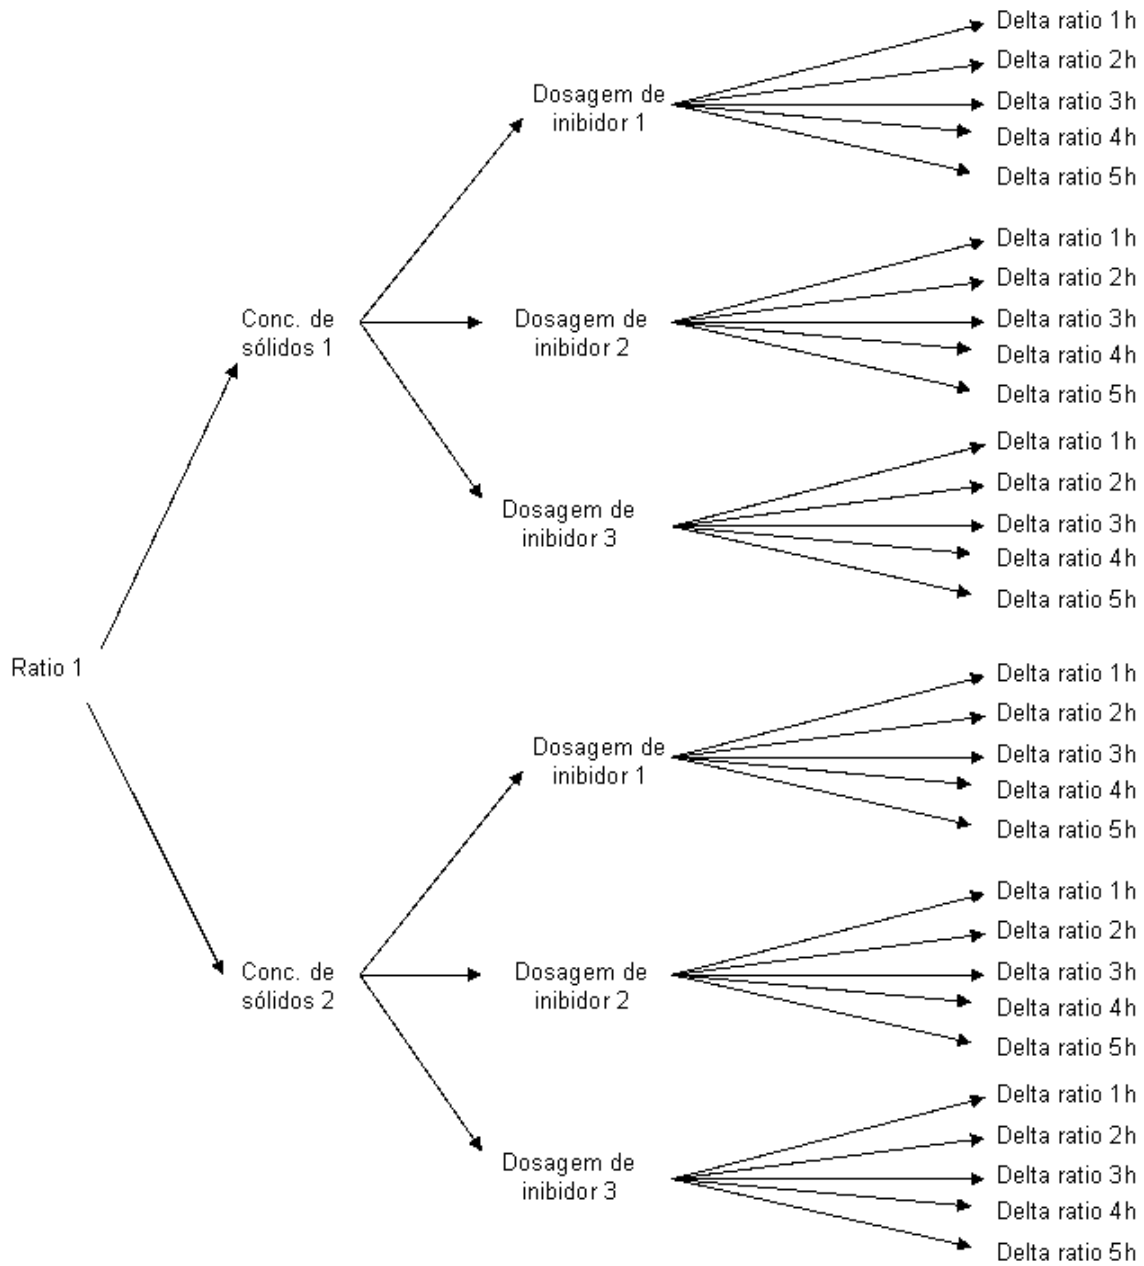 Delta ratio 1h
Delta ratio 2h
Dosagem de
inibidor 1
Delta ratio 3h
Delta ratio 4h
Delta ratio 5h
Delta ratio 1h
Delta ratio 2h
Conc. de
sólidos 1
Dosagem de
inibidor 2
Delta ratio 3h
Delta ratio 4h
Delta ratio 5h
Delta ratio 1h
Delta ratio 2h
Dosagem de
inibidor 3
Delta ratio 3h
Delta ratio 4h
Delta ratio 5h
Ratio 1
Delta ratio 1h
Delta ratio 2h
Dosagem de
inibidor 1
Delta ratio 3h
Delta ratio 4h
Delta ratio 5h
Delta ratio 1h
Delta ratio 2h
Conc. de
sólidos 2
Dosagem de
inibidor 2
Delta ratio 3h
Delta ratio 4h
Delta ratio 5h
Delta ratio 1h
Delta ratio 2h
Dosagem de
inibidor 3
Delta ratio 3h
Delta ratio 4h
Delta ratio 5h